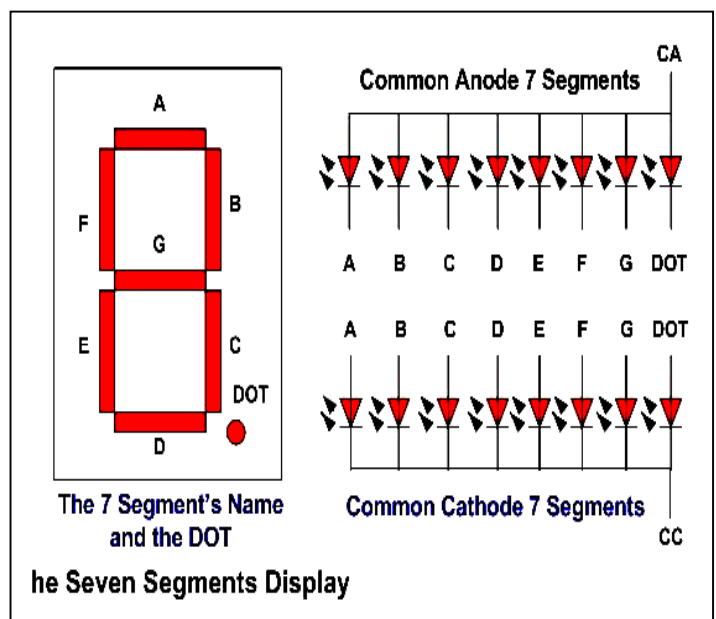 A
F
B
G
E
C
DOT
D
The 7 Segment's Name
and the DOT
CA
Common Anode 7 Segments
A B C D E F G DOT
A B C D E F G DOT
Common Cathode 7 Segments
CC
he Seven Segments Display